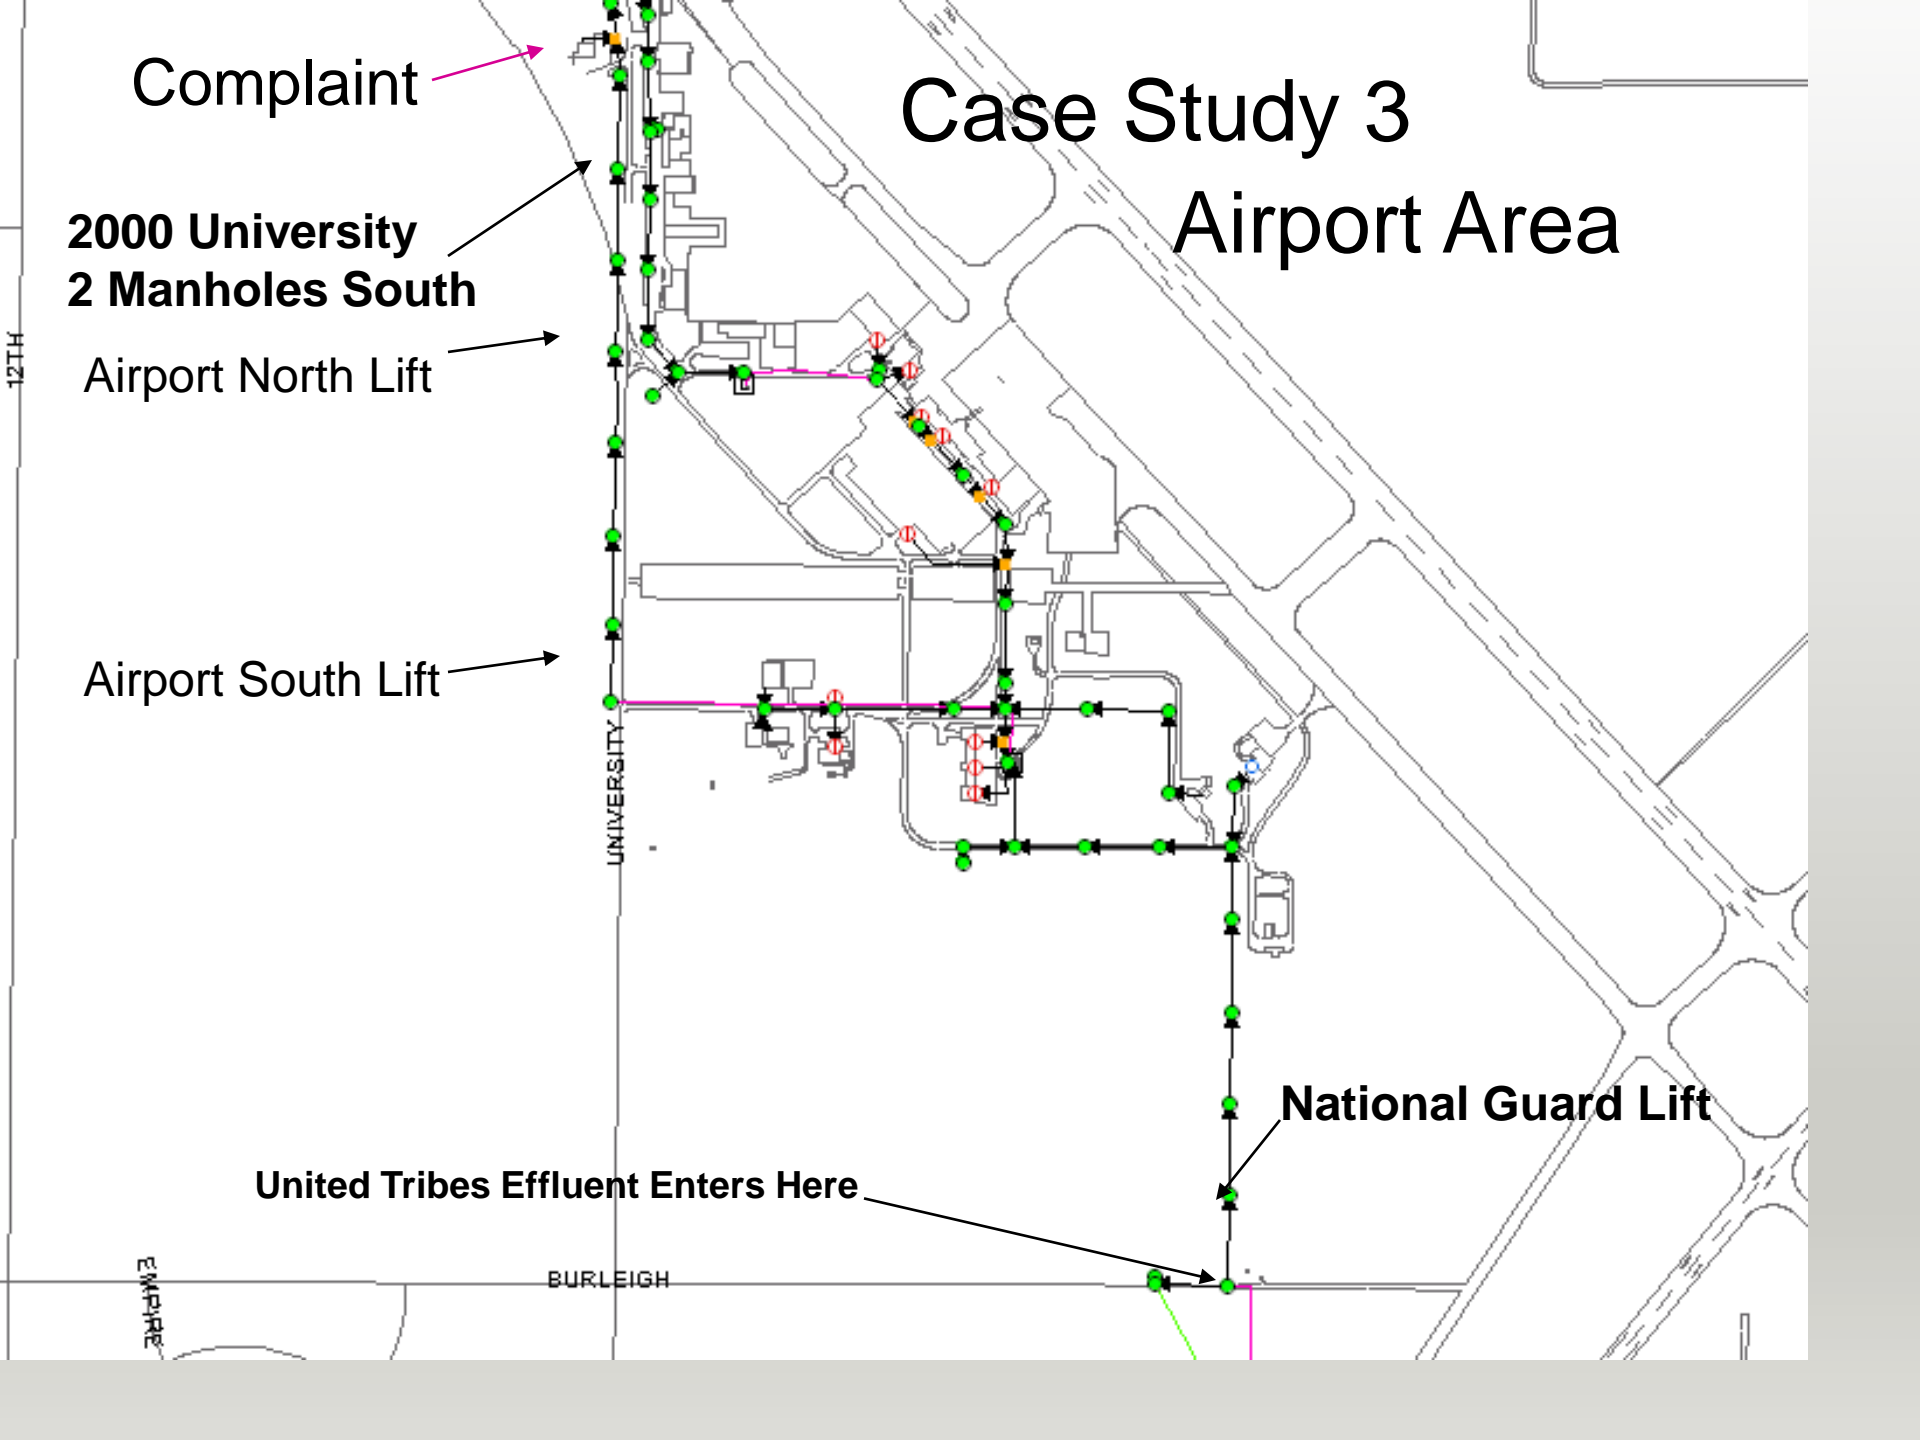 Complaint
Case Study 3
Airport Area
2000 University
2 Manholes South
12TH
Airport North Lift
Airport South Lift
UNIVERSITY
National Guard Lift
United Tribes Effluent Enters Here
EMPIRE
BURLEIGH